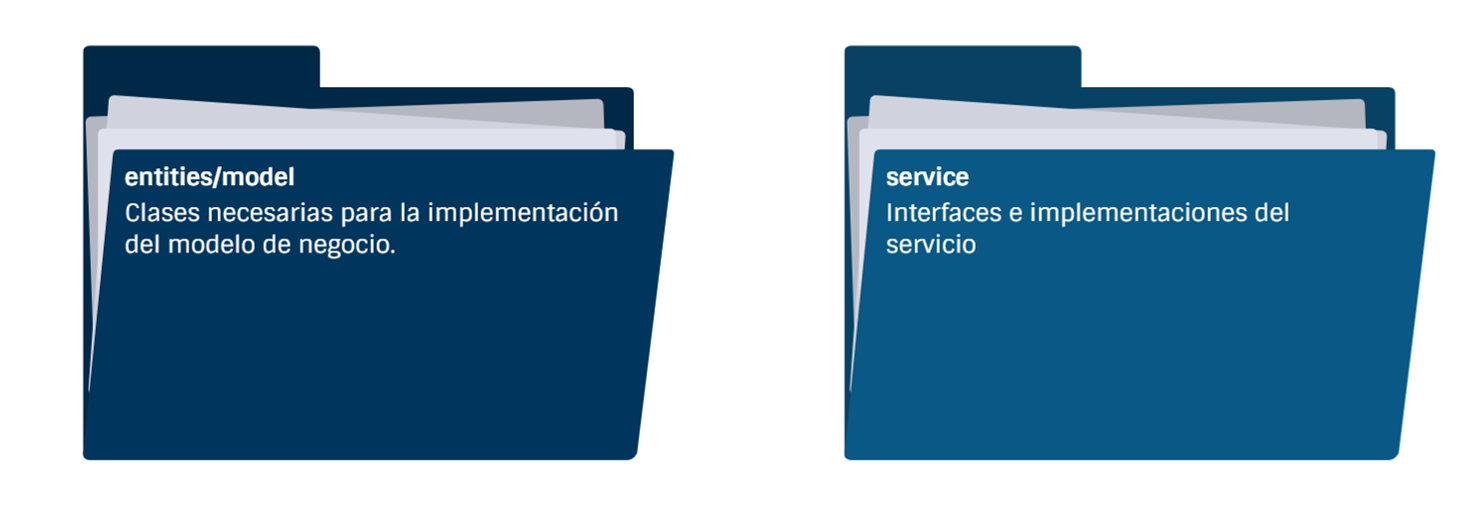 entities/model
Clases necesarias para la implementación
del modelo de negocio.
service
Interfaces e implementaciones del
servicio